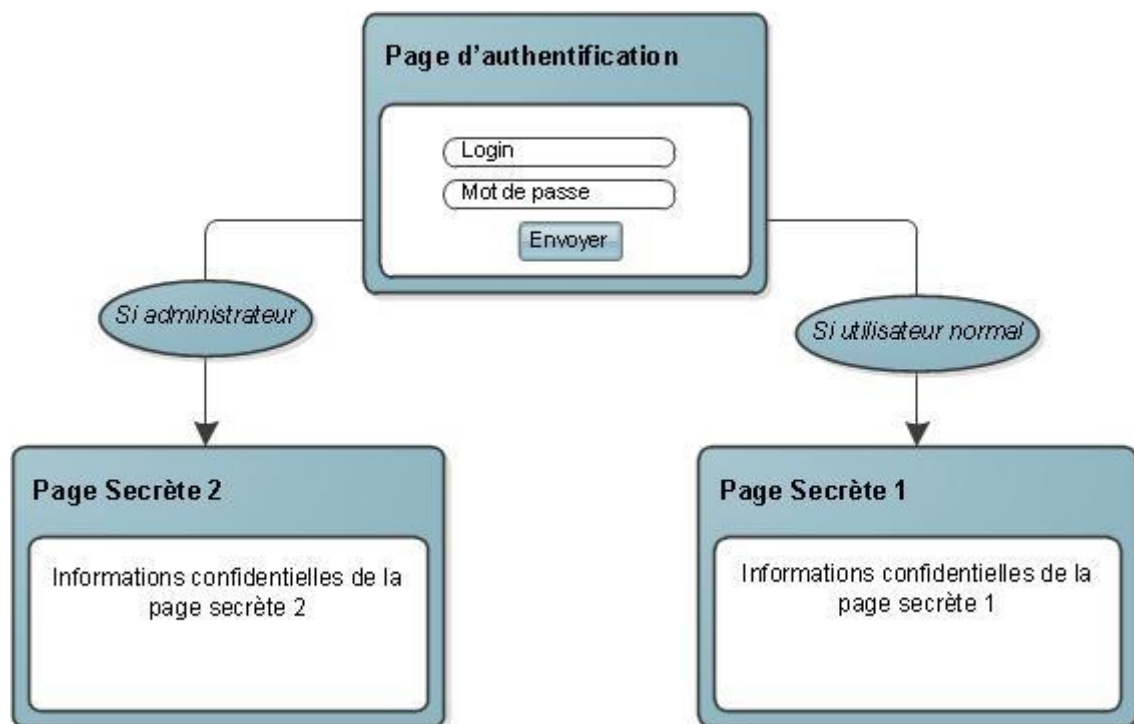 Page d'authentification
Login
Mot de passe
Envoyer
Si administrateur
Si utilisateur normal
Page Secrète 2
Informations confidentielles de la
page secrète 2
Page Secrète 1
Informations confidentielles de la
page secrète 1